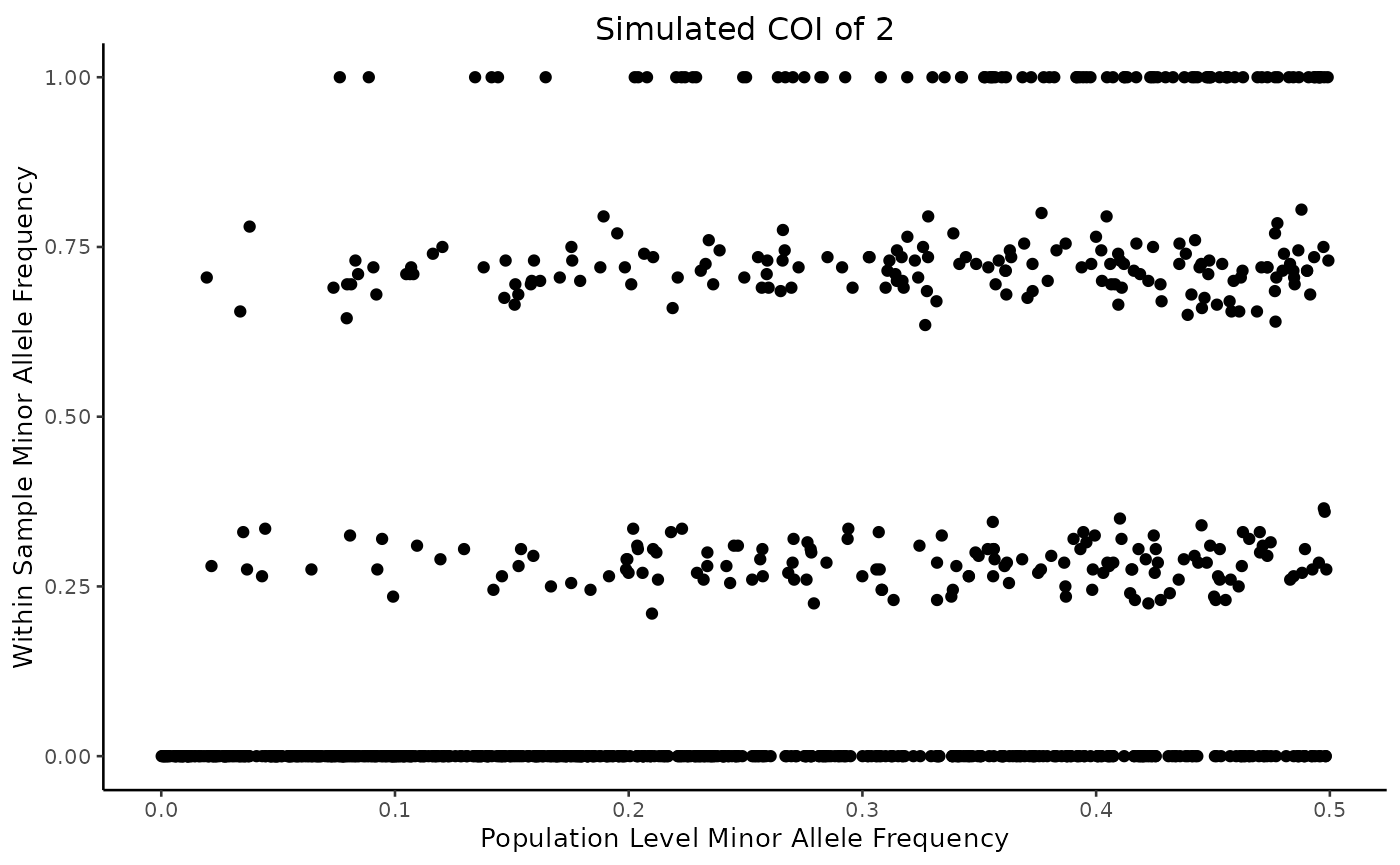 Simulated COI of 2
Within Sample Minor Allele Frequency
1.00
0.75
0.50
0.25
0.00
0.0 0.1 0.2 0.3 0.4 0.5
Population Level Minor Allele Frequency